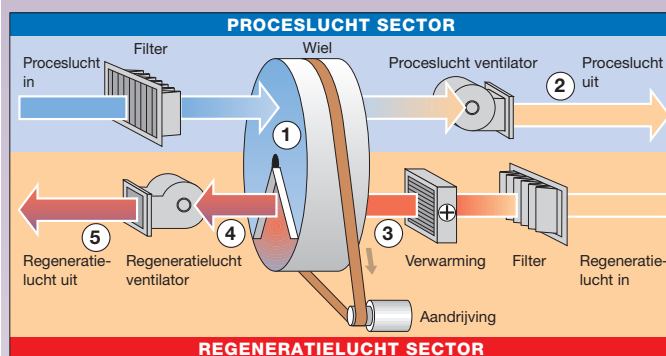 PROCESLUCHT SECTOR
Filter
Wiel
Proceslucht
in
Proceslucht ventilator
2
Proceslucht
uit
1
5
4
3
Regeneratie-
lucht uit
Regeneratielucht
ventilator
Verwarming
Filter
Regeneratie-
lucht in
Aandrijving
REGENERATIELUCHT SECTOR